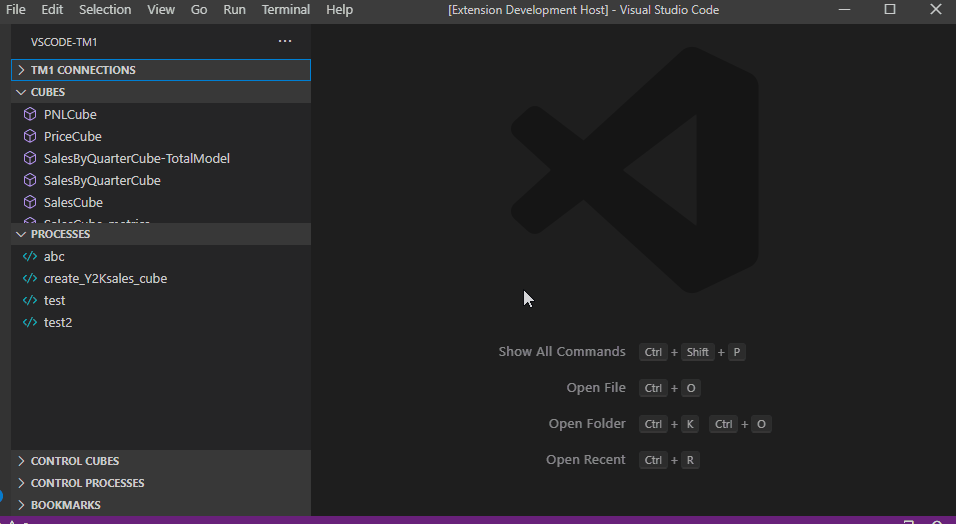 File Edit Selection View Go Run Terminal Help [Extension Development Host] - Visual Studio Code
VSCODE-TM1
TM1 CONNECTIONS
CUBES
PNLCube
PriceCube
SalesByQuarterCube-TotalModel
SalesByQuarterCube
SalesCube
PROCESSES
abc
create_Y2Ksales_cube
test
test2
CONTROL CUBES
CONTROL PROCESSES
BOOKMARKS
Show All Commands Ctrl + Shift + P
Open File Ctrl + O
Open Folder Ctrl + K Ctrl + O
Open Recent Ctrl + R